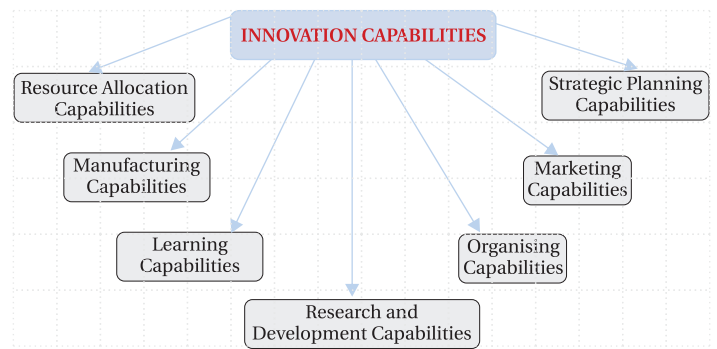 INNOVATION CAPABILITIES
Resource Allocation
Capabilities
Strategic Planning
Capabilities
Manufacturing
Capabilities
Marketing
Capabilities
Learning
Capabilities
Organising
Capabilities
Research and
Development Capabilities